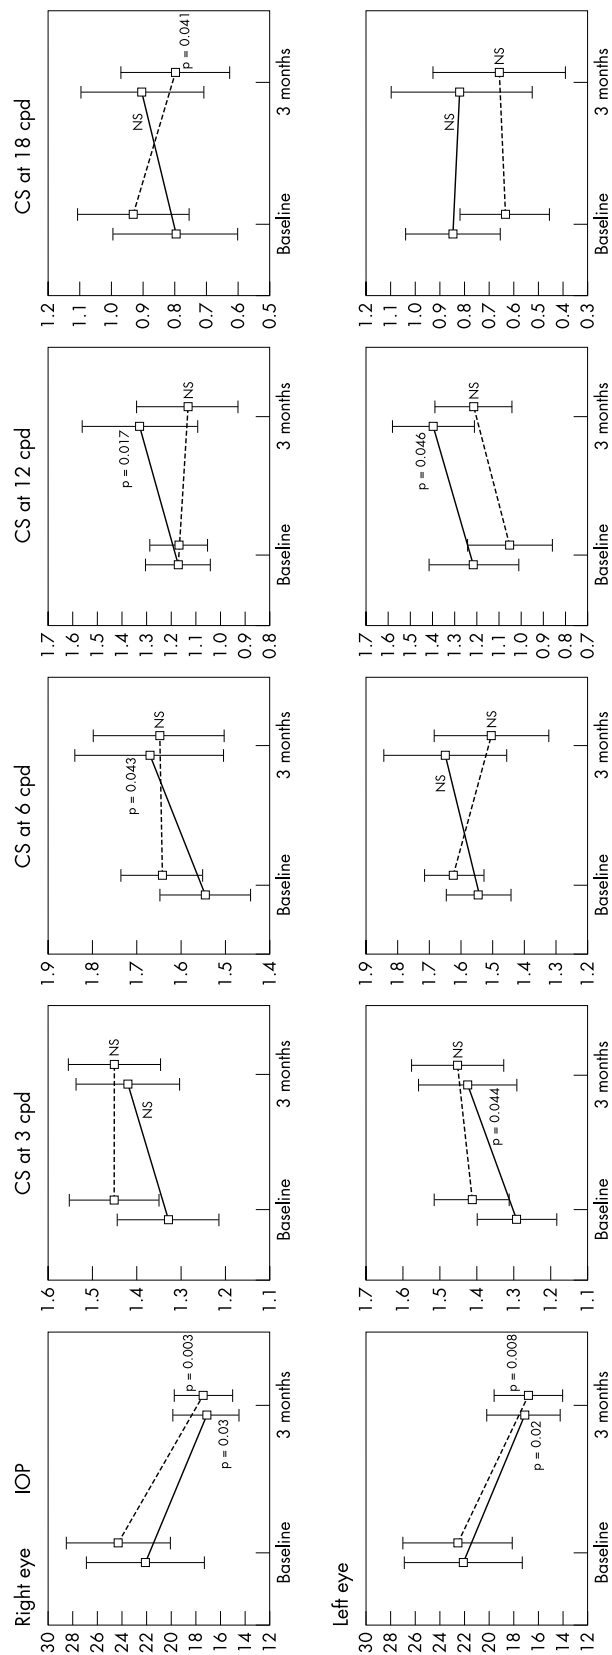 Right eye
IOP
30
28
26
24
22
20
18
16
14
12
p = 0.003
p = 0.03
Baseline
3 months
CS at 3 cpd
1.6
1.5
1.4
1.3
1.2
1.1
NS
NS
Baseline
3 months
CS at 6 cpd
1.9
1.8
1.7
1.6
1.5
1.4
p = 0.043
NS
Baseline
3 months
CS at 12 cpd
1.7
1.6
1.5
1.4
1.3
1.2
1.1
1.0
0.9
0.8
p = 0.017
NS
Baseline
3 months
CS at 18 cpd
1.2
1.1
1.0
0.9
0.8
0.7
0.6
0.5
NS
p = 0.041
Baseline
3 months
Left eye
30
28
26
24
22
20
18
16
14
12
p = 0.008
p = 0.02
Baseline
3 months
1.7
1.6
1.5
1.4
1.3
1.2
1.1
NS
p = 0.044
Baseline
3 months
1.9
1.8
1.7
1.6
1.5
1.4
1.3
1.2
NS
NS
Baseline
3 months
1.7
1.6
1.5
1.4
1.3
1.2
1.1
1.0
0.9
0.8
0.7
p = 0.046
NS
Baseline
3 months
1.2
1.1
1.0
0.9
0.8
0.7
0.6
0.5
0.4
0.3
NS
NS
Baseline
3 months